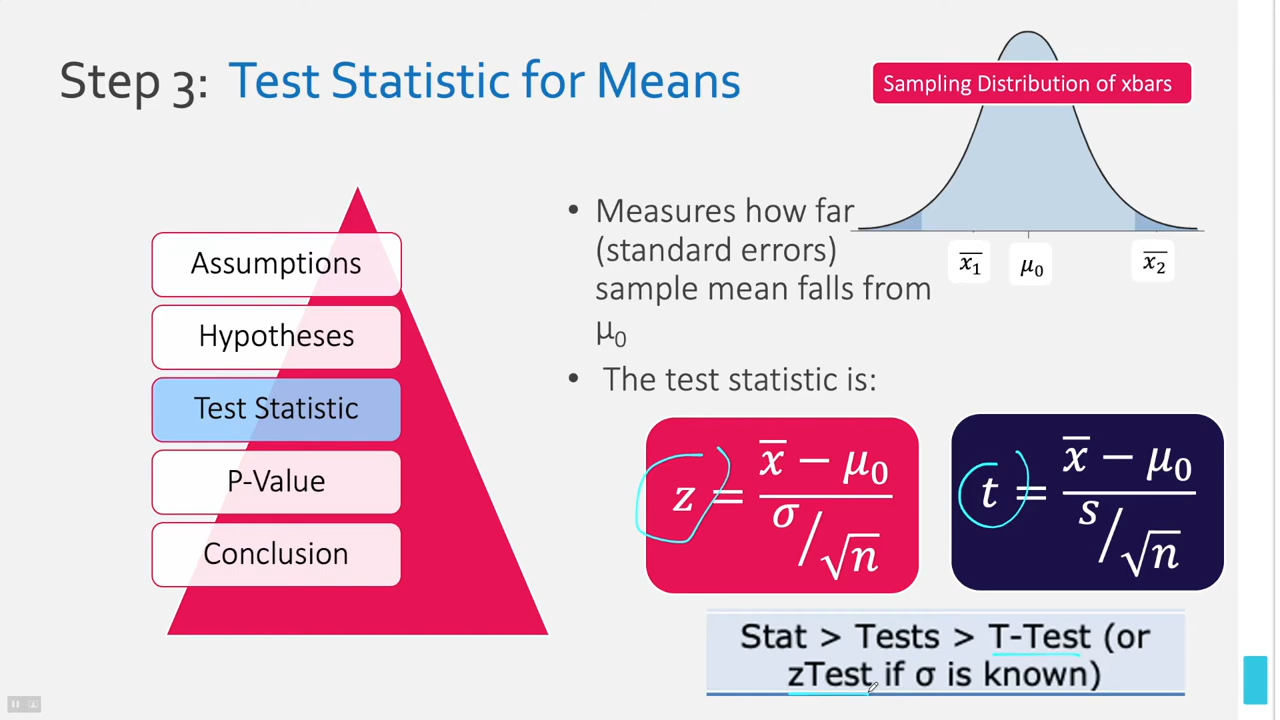 Step 3: Test Statistic for Means
Sampling Distribution of xbars
Assumptions
Hypotheses
Test Statistic
P-Value
Conclusion
• Measures how far
(standard errors)
sample mean falls from
μ₀
• The test statistic is:
x̅₁ μ₀ x̅₂
z = (x̅ − μ₀) / (σ/√n)
t = (x̅ − μ₀) / (s/√n)
Stat > Tests > T-Test (or
zTest if σ is known)